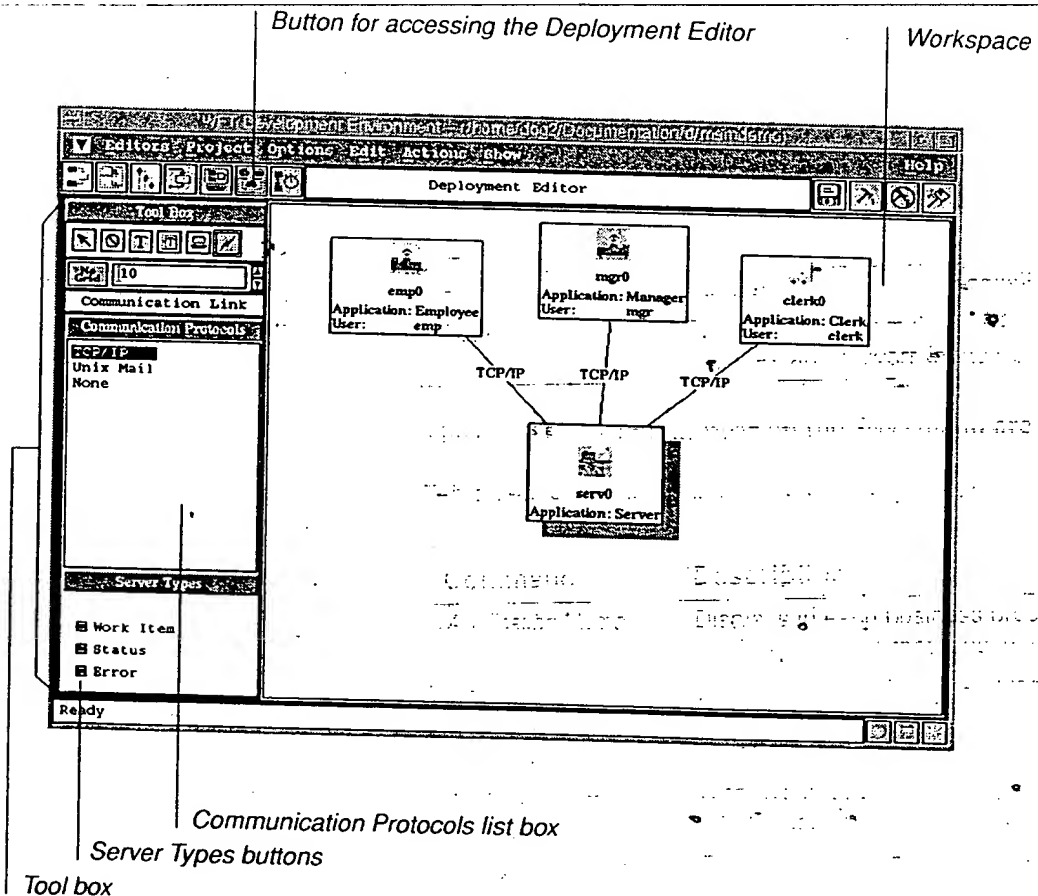 Button for accessing the Deployment Editor
Workspace
Development Environment
Editors Project Options Edit Actions Show
Help
Deployment Editor
Tool Box
T
10
Communication Link
Communication Protocols
TCP/IP
Unix Mail
None
Server Types
Work Item
Status
Error
Ready
emp0
Application: Employee
User: emp
mgr0
Application: Manager
User: mgr
clerk0
Application: Clerk
User: clerk
TCP/IP
TCP/IP
TCP/IP
S E
serv0
Application: Server
Communication Protocols list box
Server Types buttons
Tool box